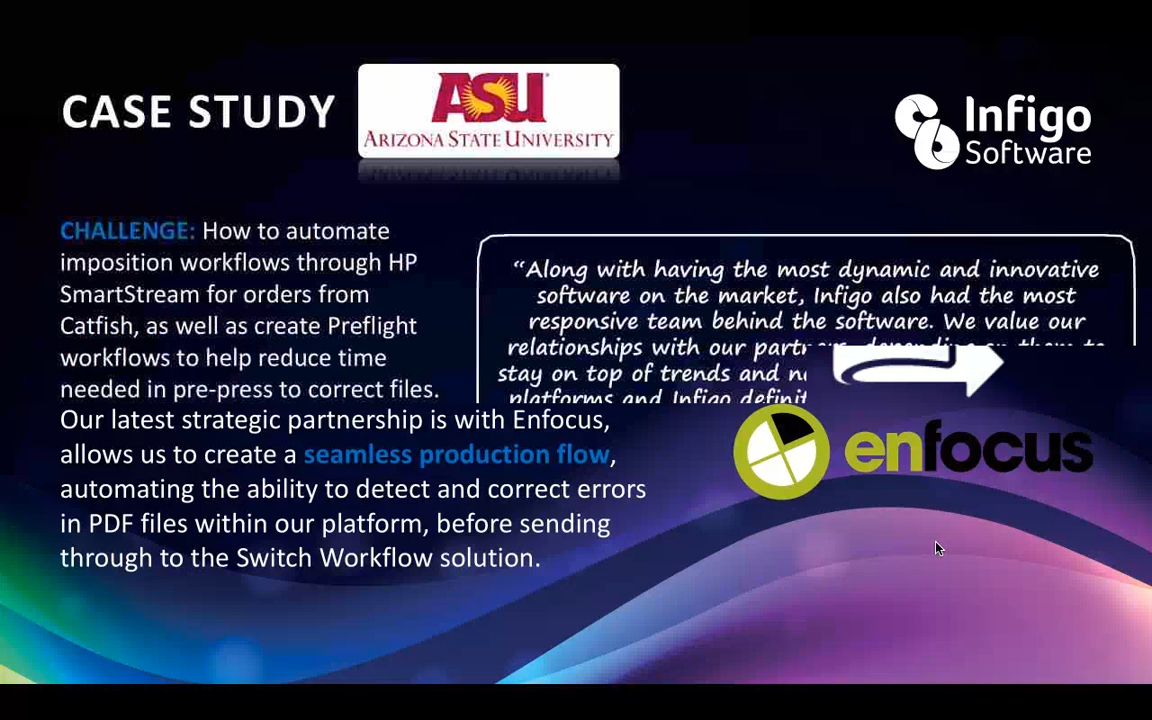 CASE STUDY
ASU
ARIZONA STATE UNIVERSITY
Infigo
Software
CHALLENGE: How to automate
imposition workflows through HP
SmartStream for orders from
Catfish, as well as create Preflight
workflows to help reduce time
needed in pre-press to correct files.
“Along with having the most dynamic and innovative
software on the market, Infigo also had the most
responsive team behind the software. We value our
relationships with our partners, depending on them to
stay on top of trends and
platforms and Infigo
Our latest strategic partnership is with Enfocus,
allows us to create a seamless production flow,
automating the ability to detect and correct errors
in PDF files within our platform, before sending
through to the Switch Workflow solution.
enfocus